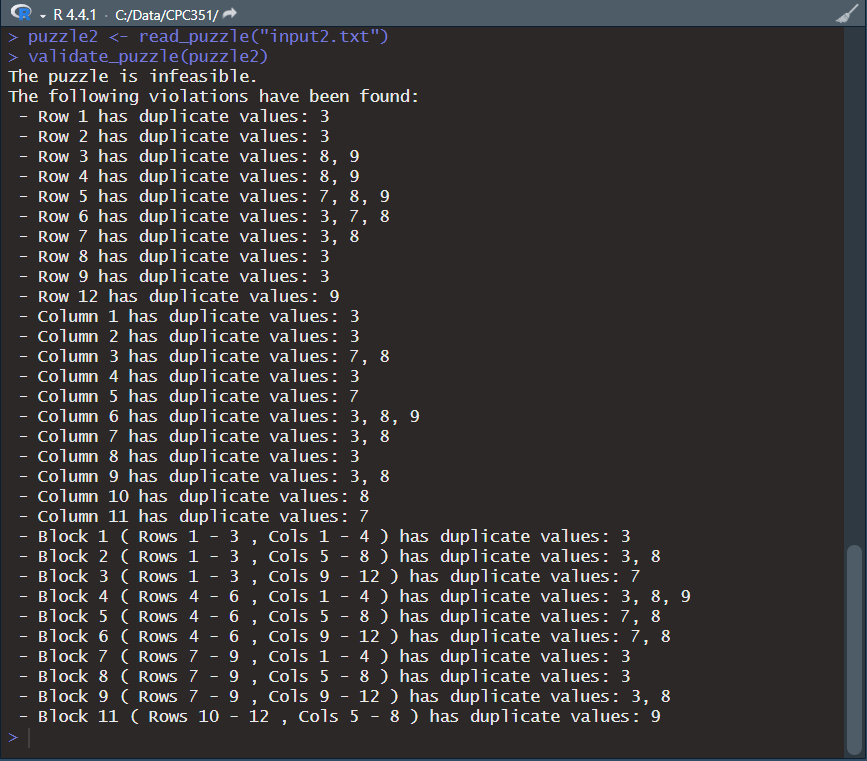 R 4.4.1 · C:/Data/CPC351/
> puzzle2 <- read_puzzle("input2.txt")
> validate_puzzle(puzzle2)
The puzzle is infeasible.
The following violations have been found:
 - Row 1 has duplicate values: 3
 - Row 2 has duplicate values: 3
 - Row 3 has duplicate values: 8, 9
 - Row 4 has duplicate values: 8, 9
 - Row 5 has duplicate values: 7, 8, 9
 - Row 6 has duplicate values: 3, 7, 8
 - Row 7 has duplicate values: 3, 8
 - Row 8 has duplicate values: 3
 - Row 9 has duplicate values: 3
 - Row 12 has duplicate values: 9
 - Column 1 has duplicate values: 3
 - Column 2 has duplicate values: 3
 - Column 3 has duplicate values: 7, 8
 - Column 4 has duplicate values: 3
 - Column 5 has duplicate values: 7
 - Column 6 has duplicate values: 3, 8, 9
 - Column 7 has duplicate values: 3, 8
 - Column 8 has duplicate values: 3
 - Column 9 has duplicate values: 3, 8
 - Column 10 has duplicate values: 8
 - Column 11 has duplicate values: 7
 - Block 1 ( Rows 1 - 3 , Cols 1 - 4 ) has duplicate values: 3
 - Block 2 ( Rows 1 - 3 , Cols 5 - 8 ) has duplicate values: 3, 8
 - Block 3 ( Rows 1 - 3 , Cols 9 - 12 ) has duplicate values: 7
 - Block 4 ( Rows 4 - 6 , Cols 1 - 4 ) has duplicate values: 3, 8, 9
 - Block 5 ( Rows 4 - 6 , Cols 5 - 8 ) has duplicate values: 7, 8
 - Block 6 ( Rows 4 - 6 , Cols 9 - 12 ) has duplicate values: 7, 8
 - Block 7 ( Rows 7 - 9 , Cols 1 - 4 ) has duplicate values: 3
 - Block 8 ( Rows 7 - 9 , Cols 5 - 8 ) has duplicate values: 3
 - Block 9 ( Rows 7 - 9 , Cols 9 - 12 ) has duplicate values: 3, 8
 - Block 11 ( Rows 10 - 12 , Cols 5 - 8 ) has duplicate values: 9
>